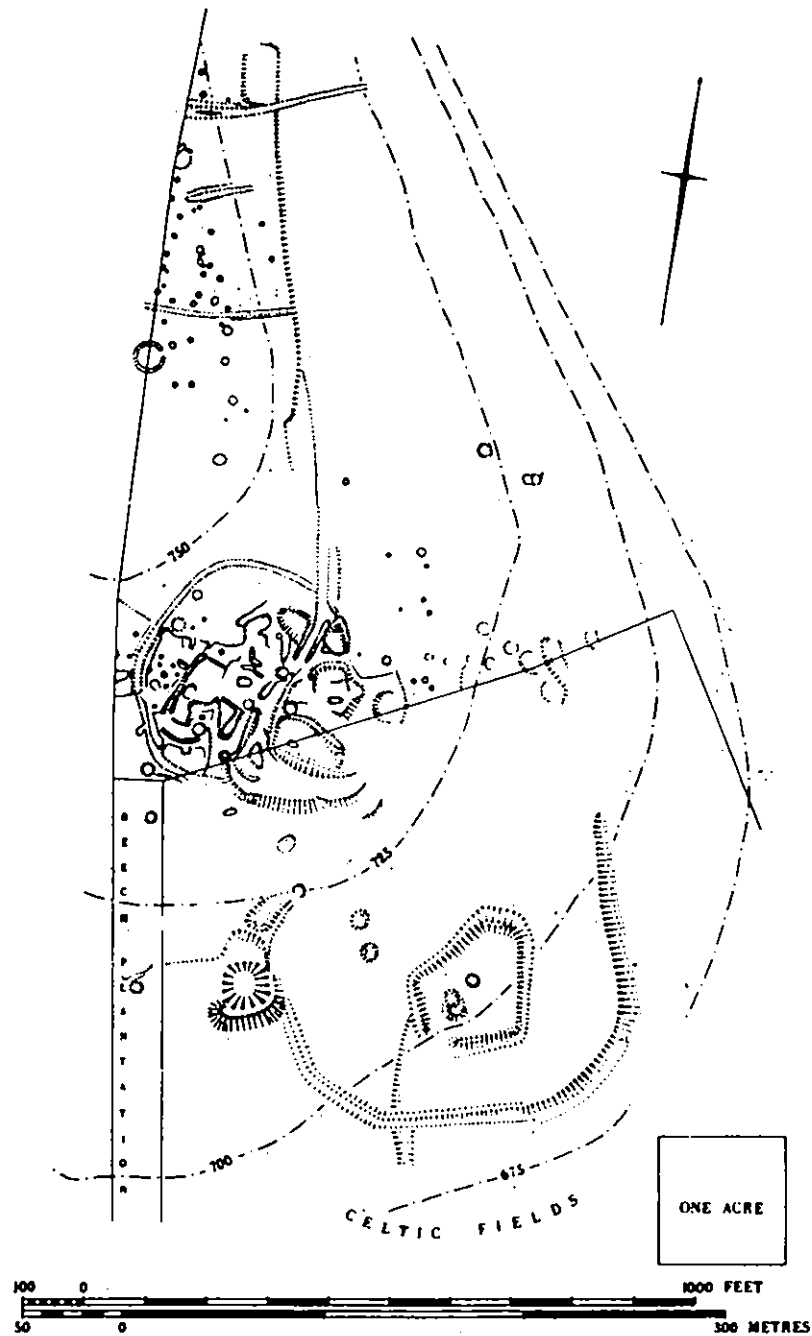 750
BEECH PLANTATION
725
700
675
CELTIC FIELDS
ONE ACRE
100 0 1000 FEET
50 0 300 METRES